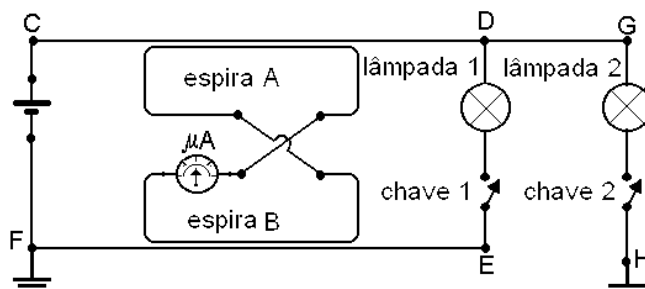 C
D
G
lâmpada 1
lâmpada 2
espira A
μA
chave 1
chave 2
espira B
F
E
H